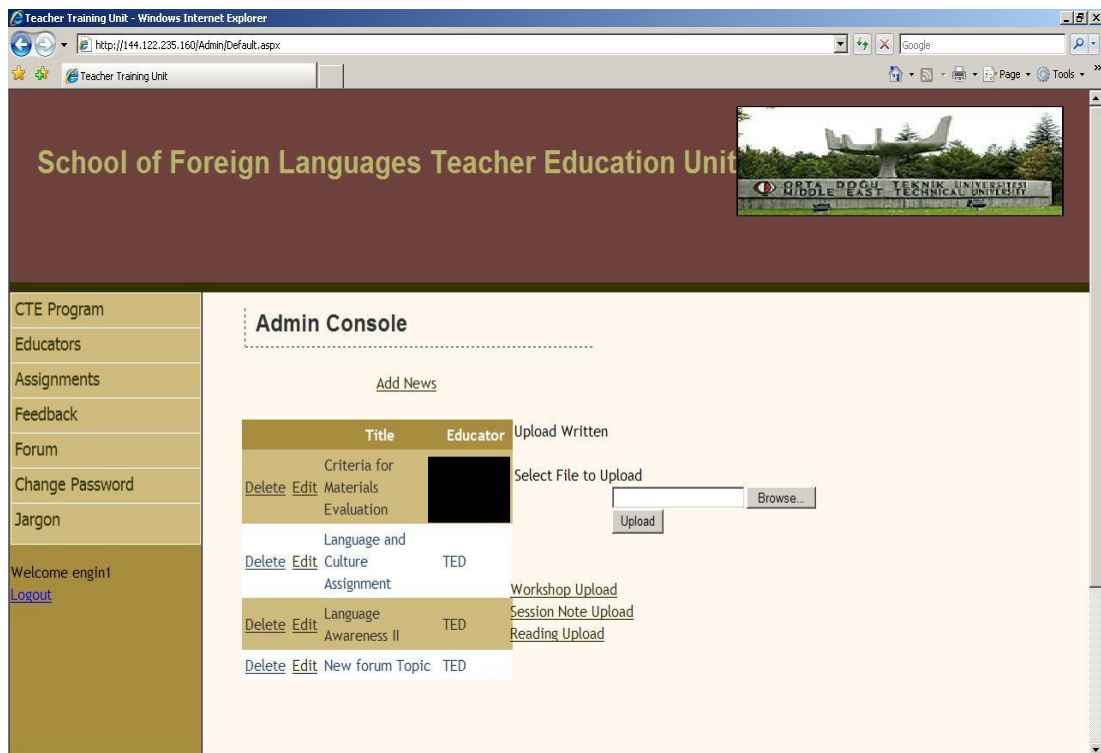 Teacher Training Unit - Windows Internet Explorer
http://144.122.235.160/Admin/Default.aspx
Google
Teacher Training Unit
Page
Tools
»
School of Foreign Languages Teacher Education Unit
ORTA DOĞU TEKNİK UNIVERSITESI
MIDDLE EAST TECHNICAL UNIVERSITY
CTE Program
Educators
Assignments
Feedback
Forum
Change Password
Jargon
Welcome engin1
Logout
Admin Console
Add News
Title Educator
Delete Edit Criteria for
Materials
Evaluation
Delete Edit Language and
Culture
Assignment
TED
Delete Edit Language
Awareness II
TED
Delete Edit New forum Topic TED
Upload Written
Select File to Upload
Browse...
Upload
Workshop Upload
Session Note Upload
Reading Upload